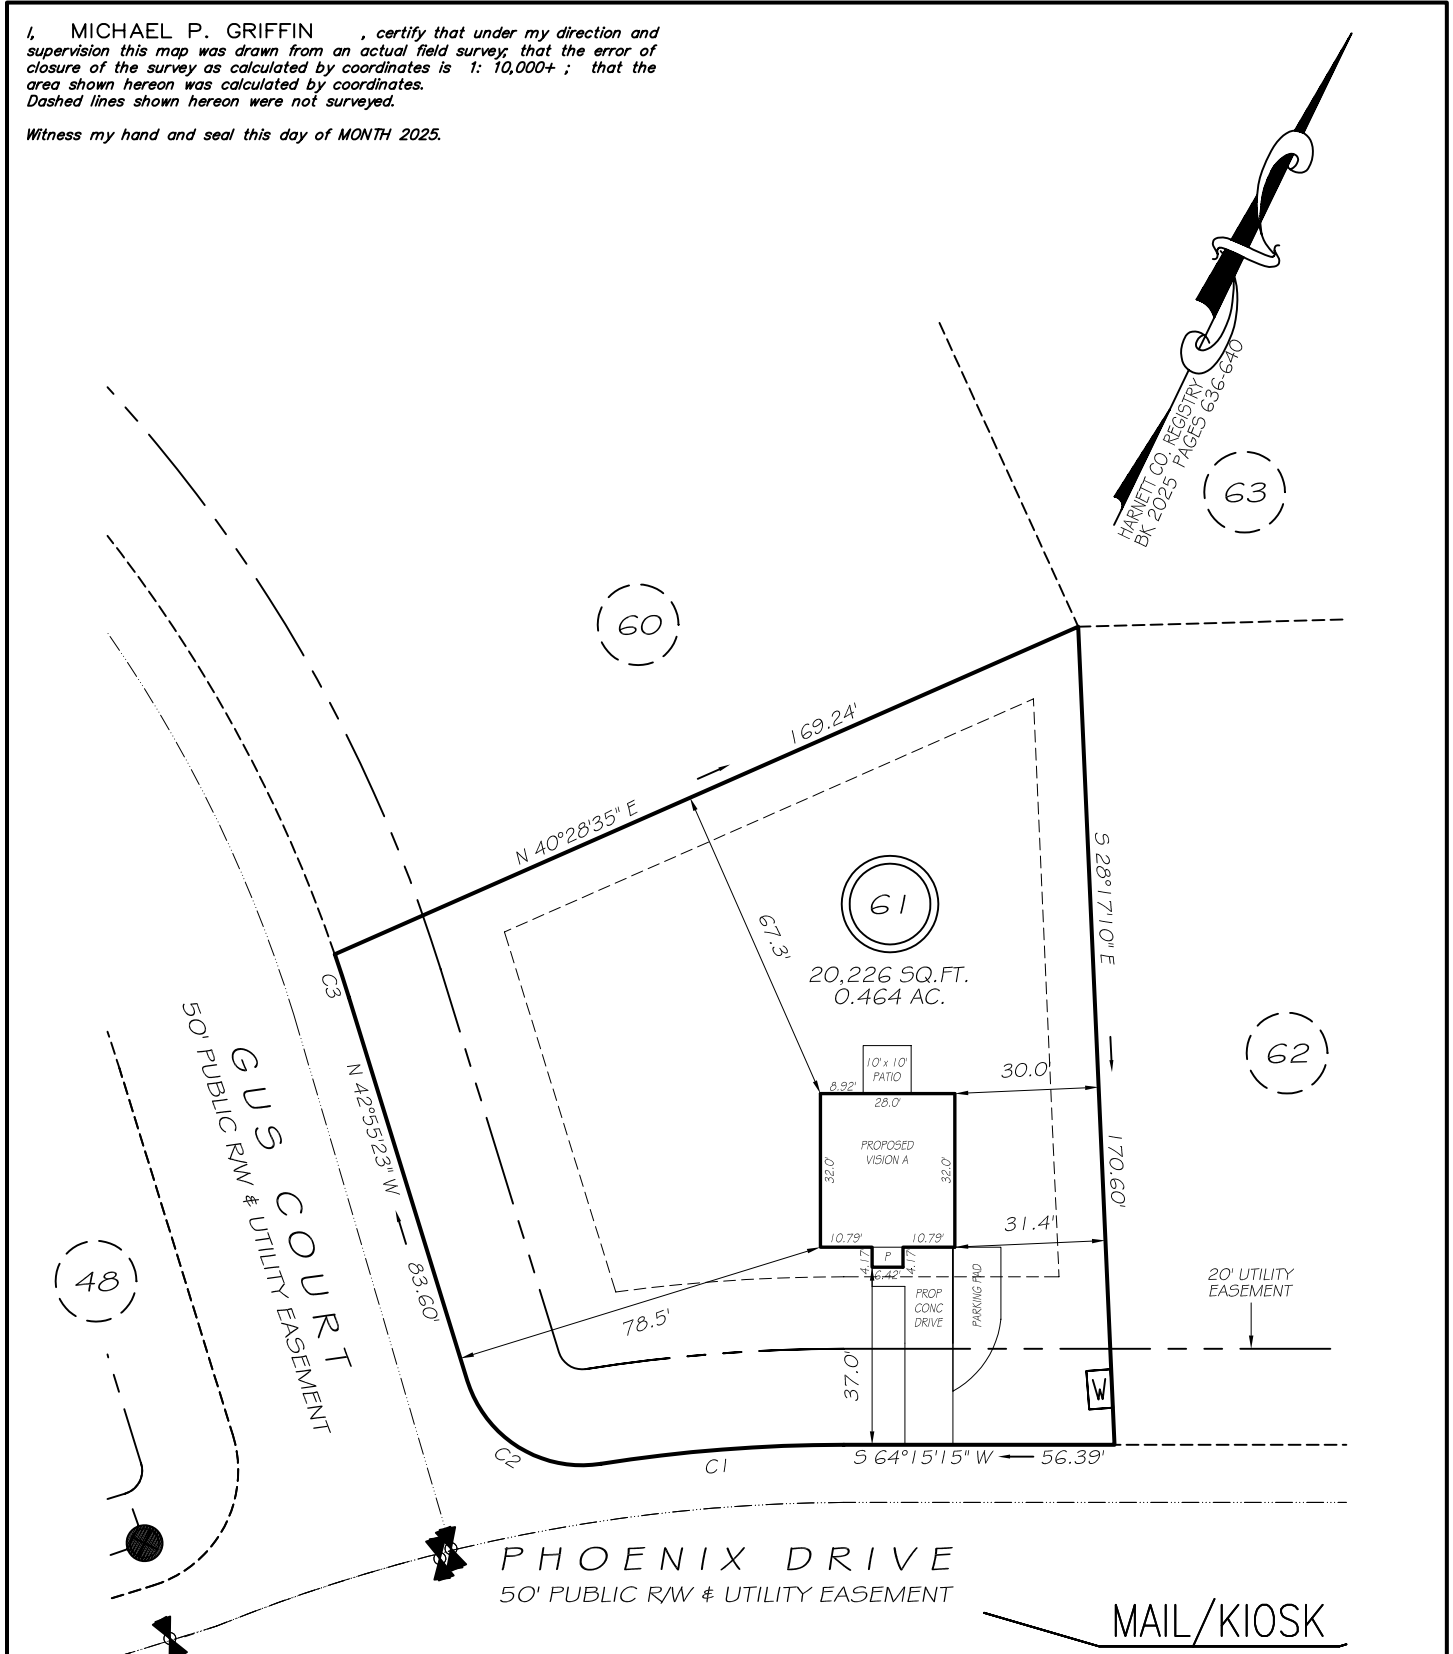 I, MICHAEL P. GRIFFIN , certify that under my direction and
supervision this map was drawn from an actual field survey; that the error of
closure of the survey as calculated by coordinates is 1: 10,000+ ; that the
area shown hereon was calculated by coordinates.
Dashed lines shown hereon were not surveyed.
Witness my hand and seal this day of MONTH 2025.
HARNETT CO. REGISTRY
BK 2025 PAGES 636-640
63
60
169.24'
N 40°28'35" E
S 28°17'10" E
170.60'
61
20,226 SQ.FT.
0.464 AC.
67.3'
C3
N 42°55'23" W
83.60'
GUS COURT
50' PUBLIC R/W & UTILITY EASEMENT
62
10' x 10'
PATIO
8.92'
28.0'
30.0'
PROPOSED
VISION A
32.0'
32.0'
10.79'
10.79'
31.4'
4.17'
P
4.17'
6.42'
PROP
CONC
DRIVE
PARKING PAD
48
78.5'
37.0'
20' UTILITY
EASEMENT
W
C2
C1
S 64°15'15" W
56.39'
PHOENIX DRIVE
50' PUBLIC R/W & UTILITY EASEMENT
MAIL/KIOSK